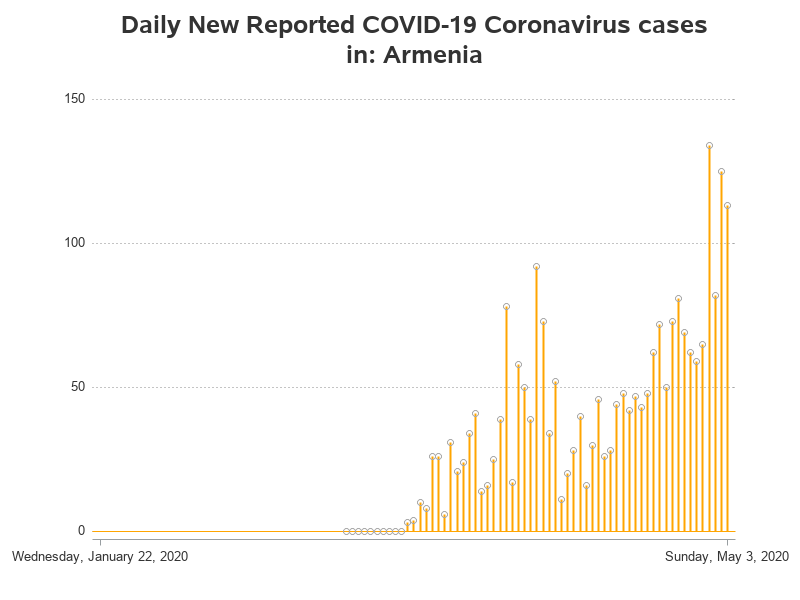 Daily New Reported COVID-19 Coronavirus cases
in: Armenia
150
100
50
0
Wednesday, January 22, 2020
Sunday, May 3, 2020